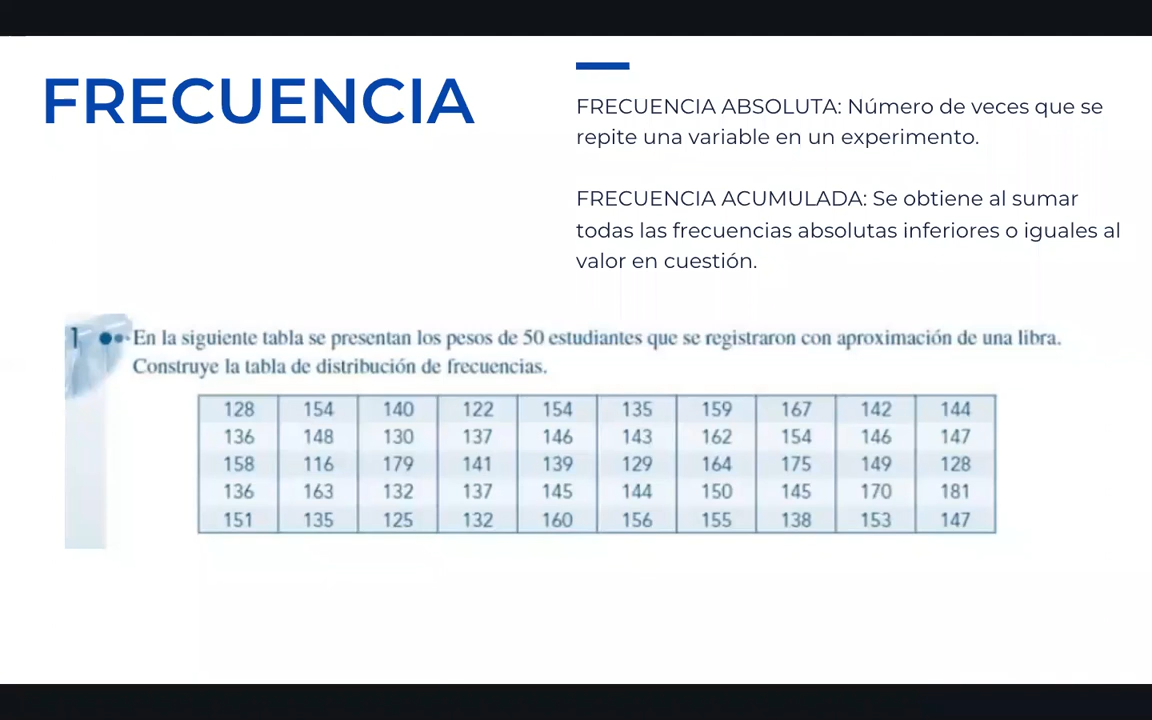 FRECUENCIA
FRECUENCIA ABSOLUTA: Número de veces que se
repite una variable en un experimento.
FRECUENCIA ACUMULADA: Se obtiene al sumar
todas las frecuencias absolutas inferiores o iguales al
valor en cuestión.
1 En la siguiente tabla se presentan los pesos de 50 estudiantes que se registraron con aproximación de una libra.
Construye la tabla de distribución de frecuencias.
128 154 140 122 154 135 159 167 142 144
136 148 130 137 146 143 162 154 146 147
158 116 179 141 139 129 164 175 149 128
136 163 132 137 145 144 150 145 170 181
151 135 125 132 160 156 155 138 153 147